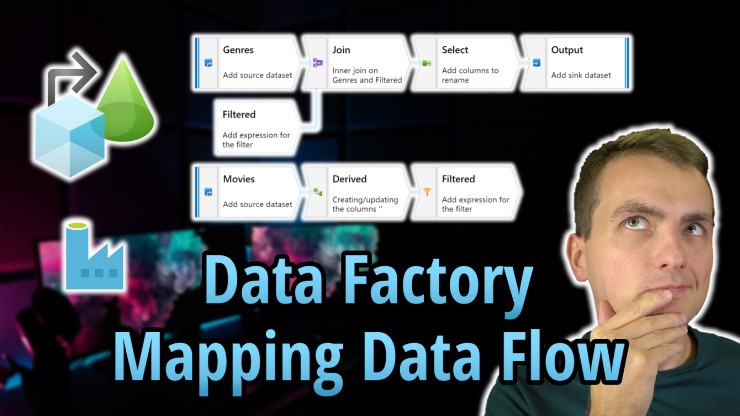 Genres
Add source dataset
Join
Inner join on
Genres and Filtered
Select
Add columns to
rename
Output
Add sink dataset
Filtered
Add expression for
the filter
Movies
Add source dataset
Derived
Creating/updating
the columns ''
Filtered
Add expression for
the filter
Data Factory
Mapping Data Flow